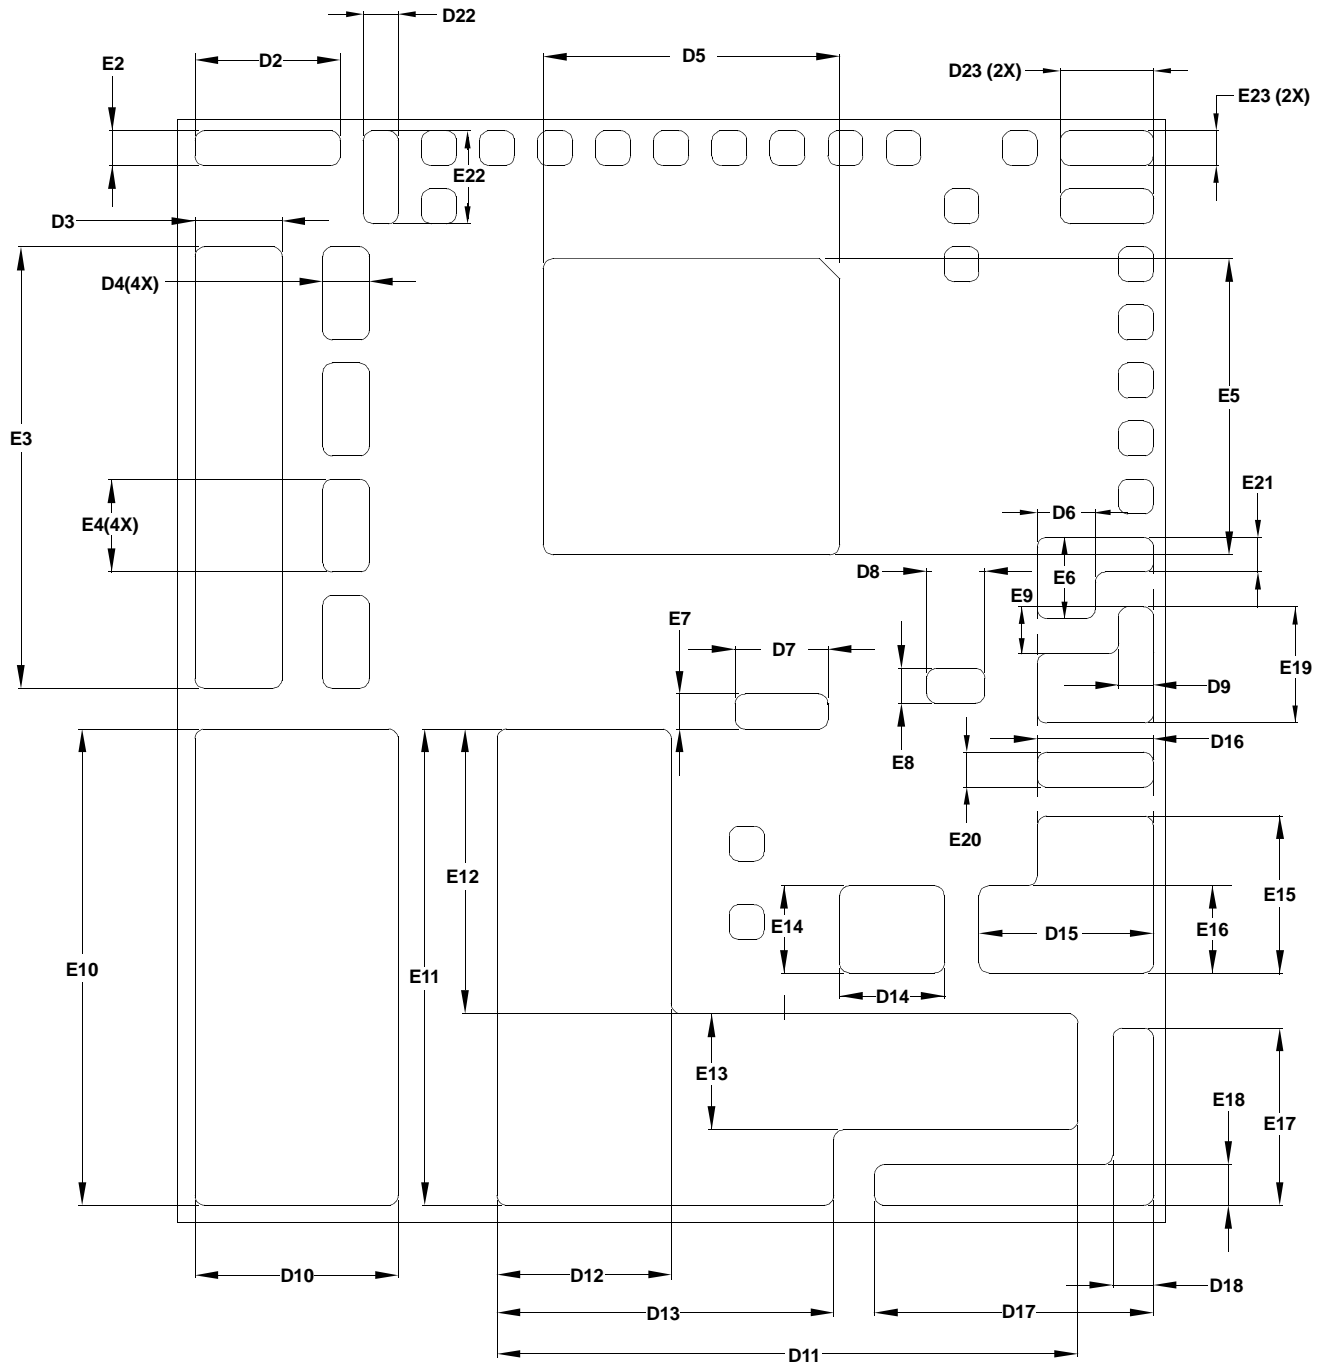 D22
E2
D2
D5
D23 (2X)
E23 (2X)
E22
D3
D4(4X)
E3
E5
E4(4X)
E21
D6
D8
E6
E9
E7
D7
E19
D9
D16
E8
E20
E12
E15
E14
E16
D15
E10
E11
D14
E13
E18
E17
D10
D12
D18
D13
D17
D11